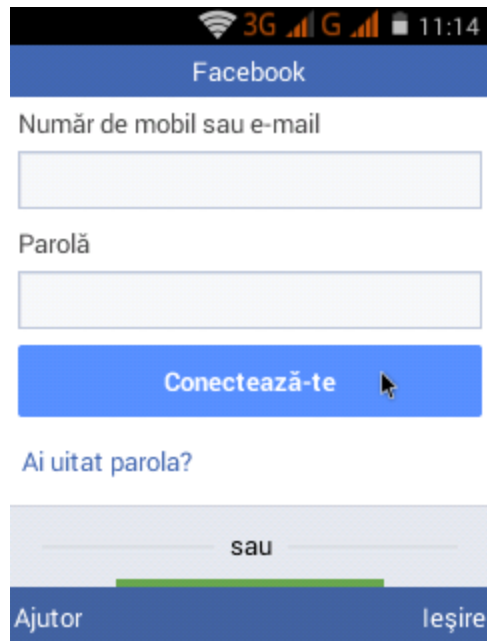 3G G 11:14
Facebook
Număr de mobil sau e-mail
Parolă
Conectează-te
Ai uitat parola?
sau
Ajutor Ieşire